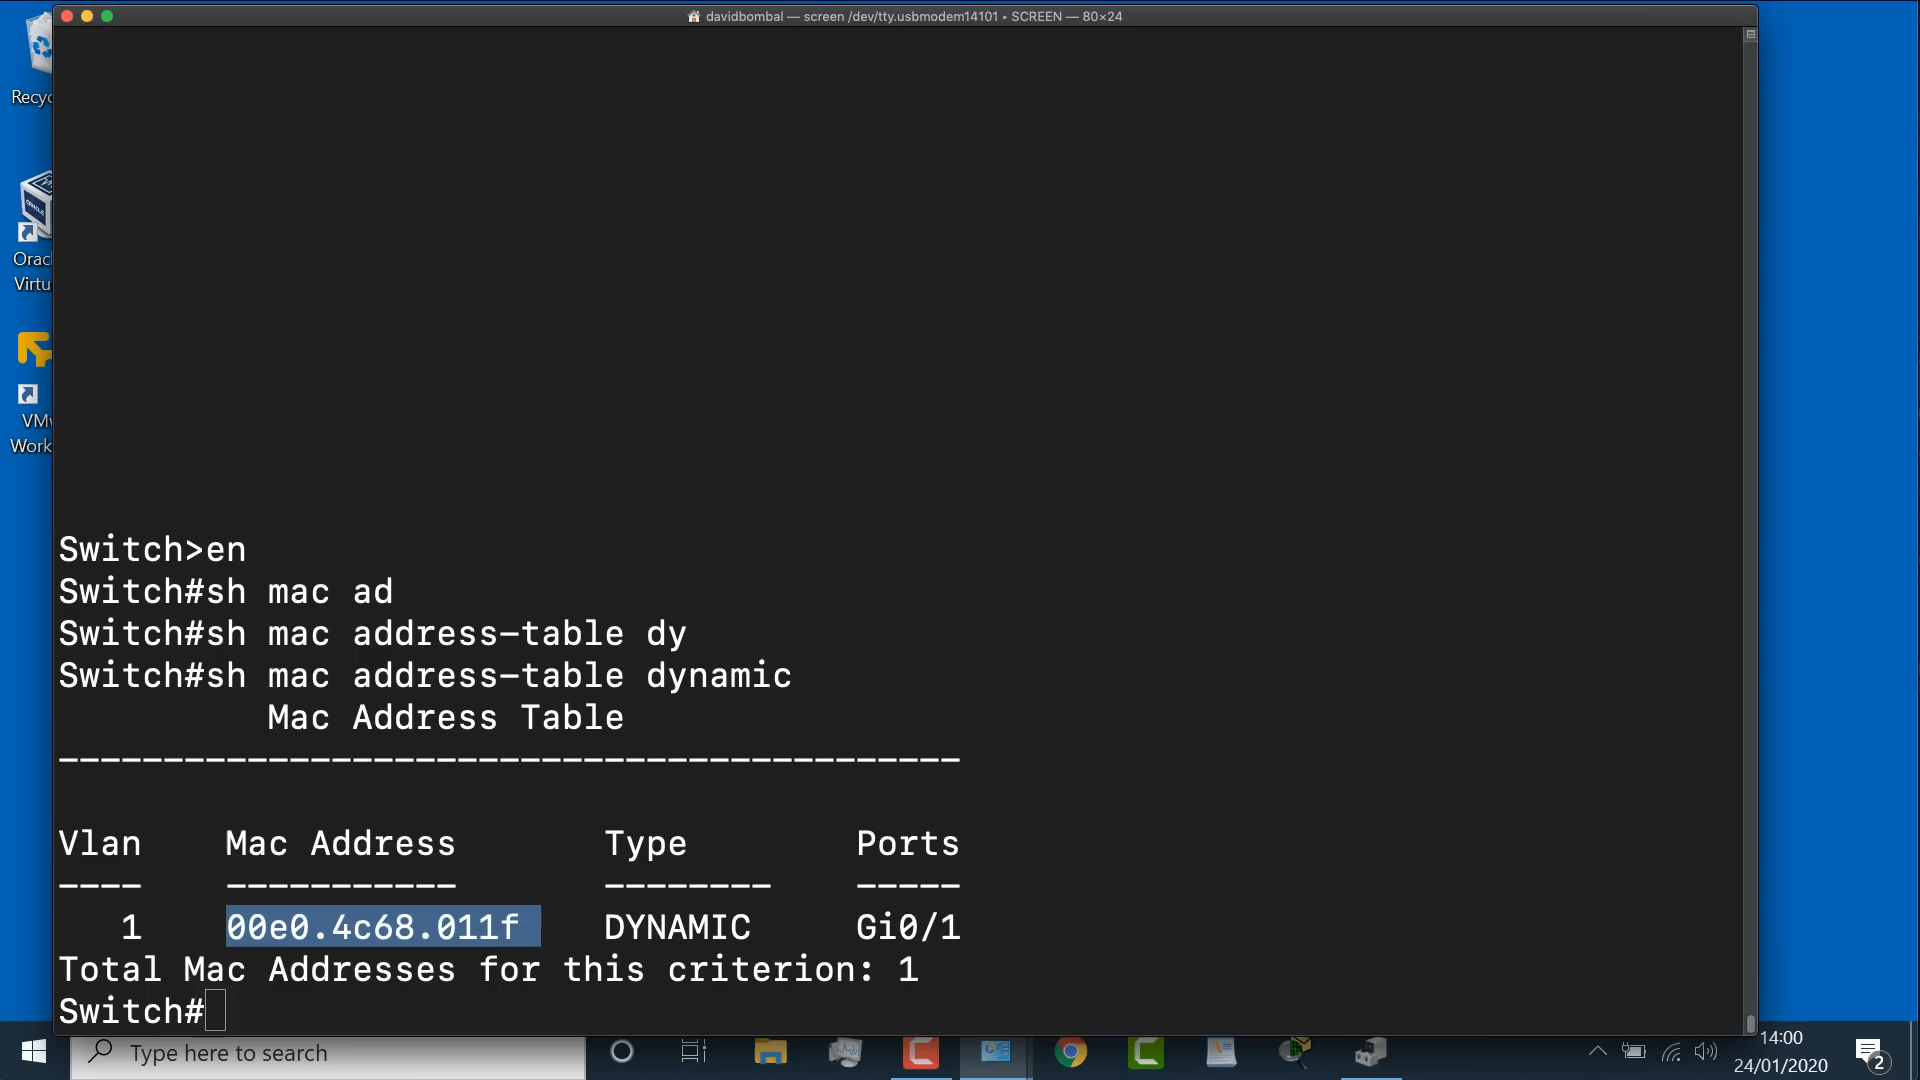 davidbombal — screen /dev/tty.usbmodem14101 ▸ SCREEN — 80×24
Recyc
Orac
Virtu
VMw
Work
Switch>en
Switch#sh mac ad
Switch#sh mac address-table dy
Switch#sh mac address-table dynamic
Mac Address Table
-------------------------------------------
Vlan    Mac Address       Type        Ports
----    -----------       --------    -----
1    00e0.4c68.011f    DYNAMIC     Gi0/1
Total Mac Addresses for this criterion: 1
Switch#
Type here to search
14:00
24/01/2020
2